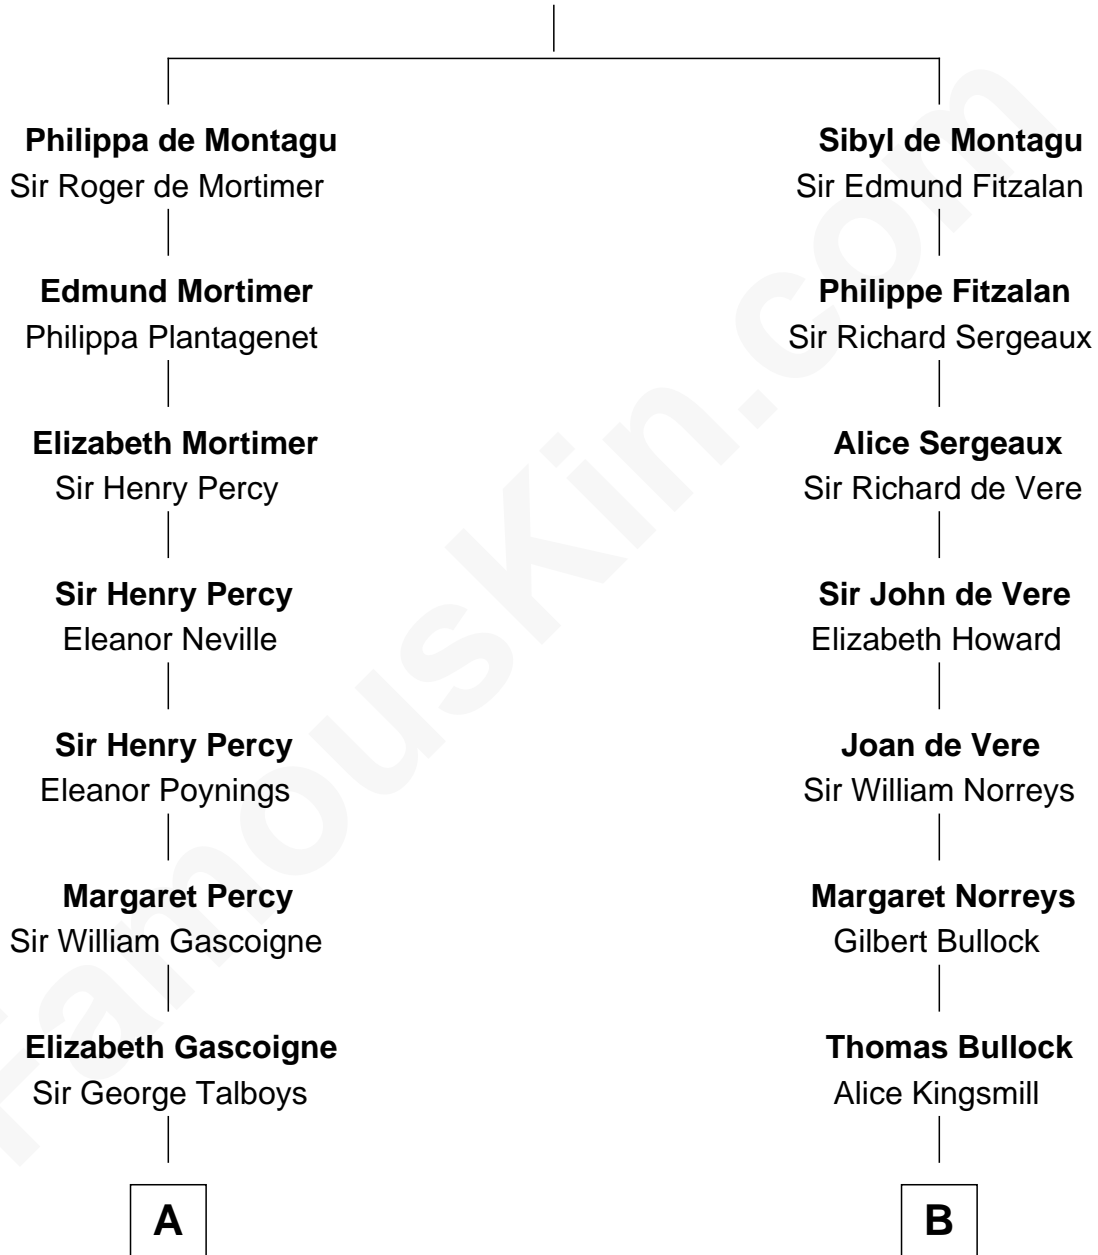 Philippa de Montagu
Sir Roger de Mortimer
Edmund Mortimer
Philippa Plantagenet
Elizabeth Mortimer
Sir Henry Percy
Sir Henry Percy
Eleanor Neville
Sir Henry Percy
Eleanor Poynings
Margaret Percy
Sir William Gascoigne
Elizabeth Gascoigne
Sir George Talboys
A
Sibyl de Montagu
Sir Edmund Fitzalan
Philippe Fitzalan
Sir Richard Sergeaux
Alice Sergeaux
Sir Richard de Vere
Sir John de Vere
Elizabeth Howard
Joan de Vere
Sir William Norreys
Margaret Norreys
Gilbert Bullock
Thomas Bullock
Alice Kingsmill
B
FamousKin.com